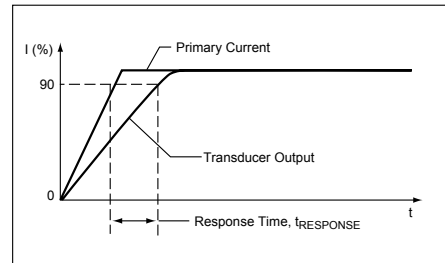 I (%)
Primary Current
90
Transducer Output
0
t
Response Time, tRESPONSE